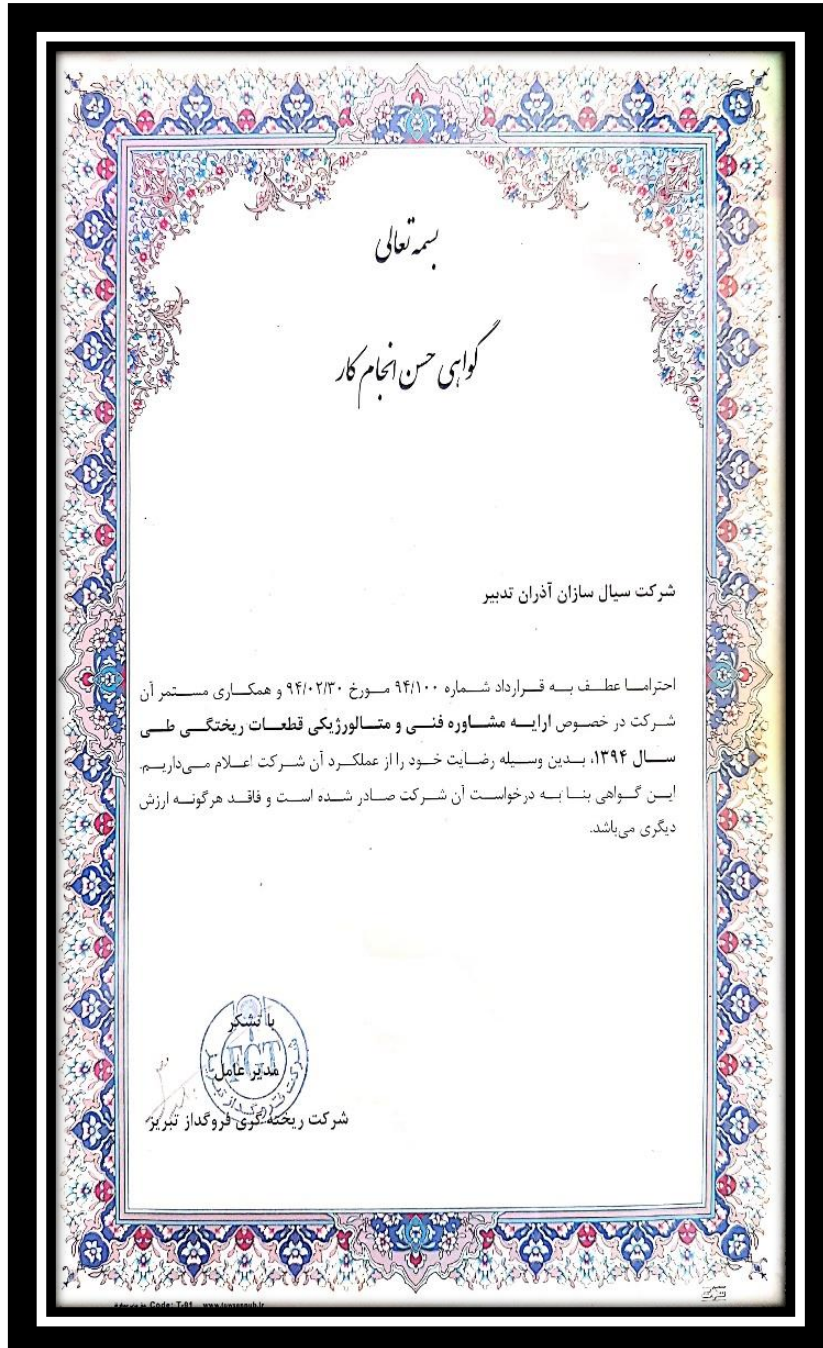 بسمه تعالی
گواهی حسن انجام کار
شرکت سیال سازان آذران تدبیر
احتراما عطف به قرارداد شماره ۹۴/۱۰۰ مورخ ۹۴/۰۲/۳۰ و همکاری مستمر آن
شرکت در خصوص ارایه مشاوره فنی و متالورژیکی قطعات ریختگی طی
سال ۱۳۹۴، بدین وسیله رضایت خود را از عملکرد آن شرکت اعلام می‌داریم.
این گواهی بنا به درخواست آن شرکت صادر شده است و فاقد هرگونه ارزش
دیگری می‌باشد.
با تشکر
مدیر عامل
FGT
شرکت ریخته گری فروگداز تبریز
Code: T-01